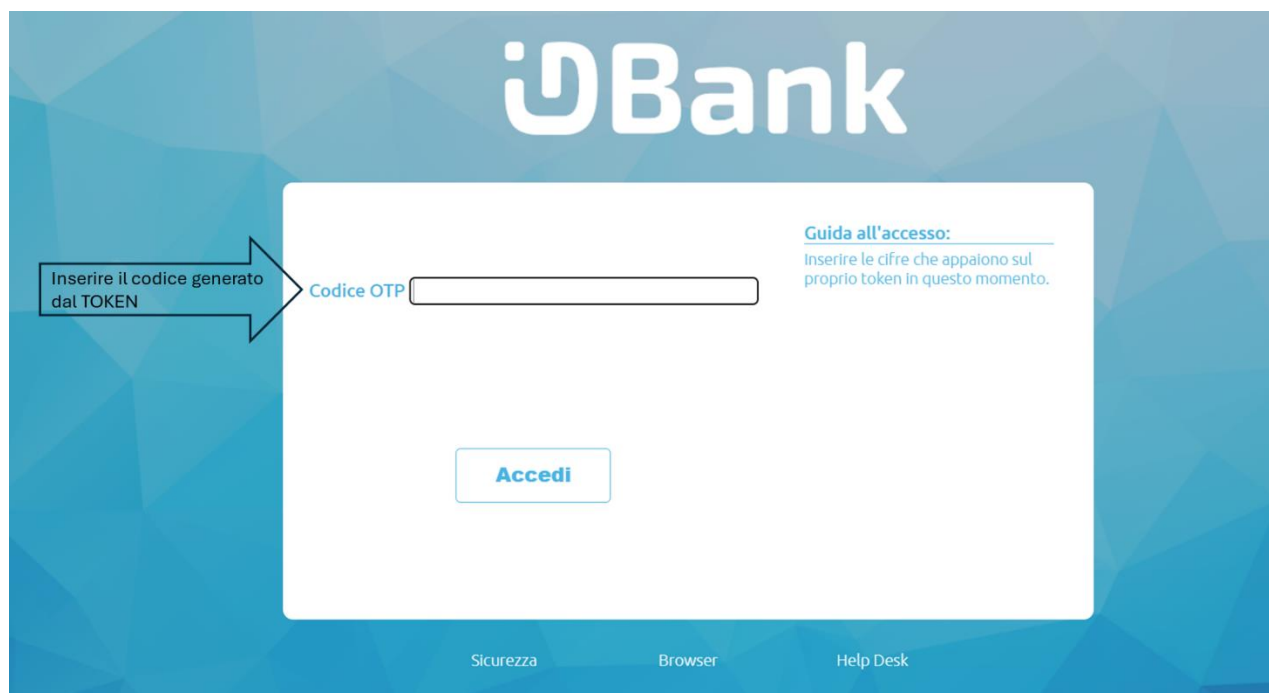 iDBank
Guida all'accesso:
Inserire le cifre che appaiono sul
proprio token in questo momento.
Inserire il codice generato
dal TOKEN
Codice OTP
Accedi
Sicurezza Browser Help Desk